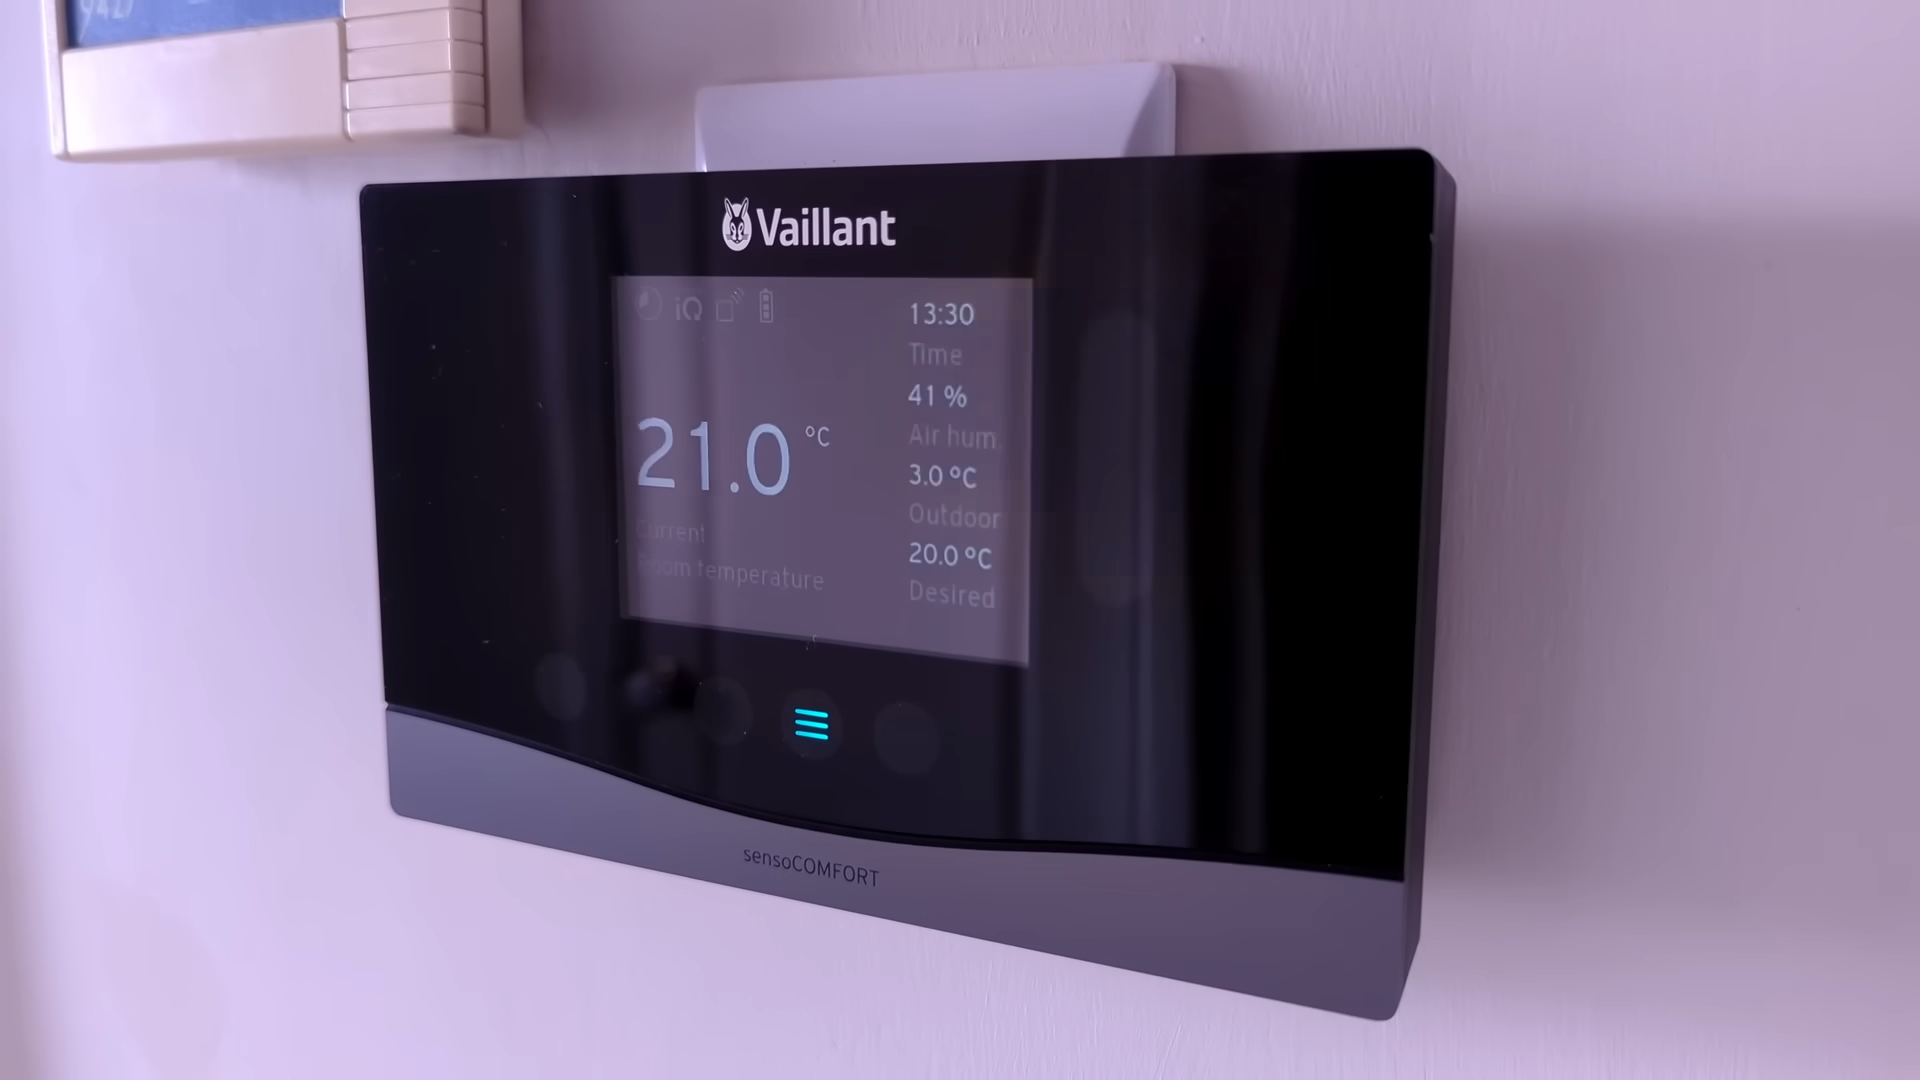 Vaillant
iQ
13:30
Time
41 %
Air hum.
3.0 °C
Outdoor
20.0 °C
Desired
21.0 °C
Current
Room temperature
sensoCOMFORT